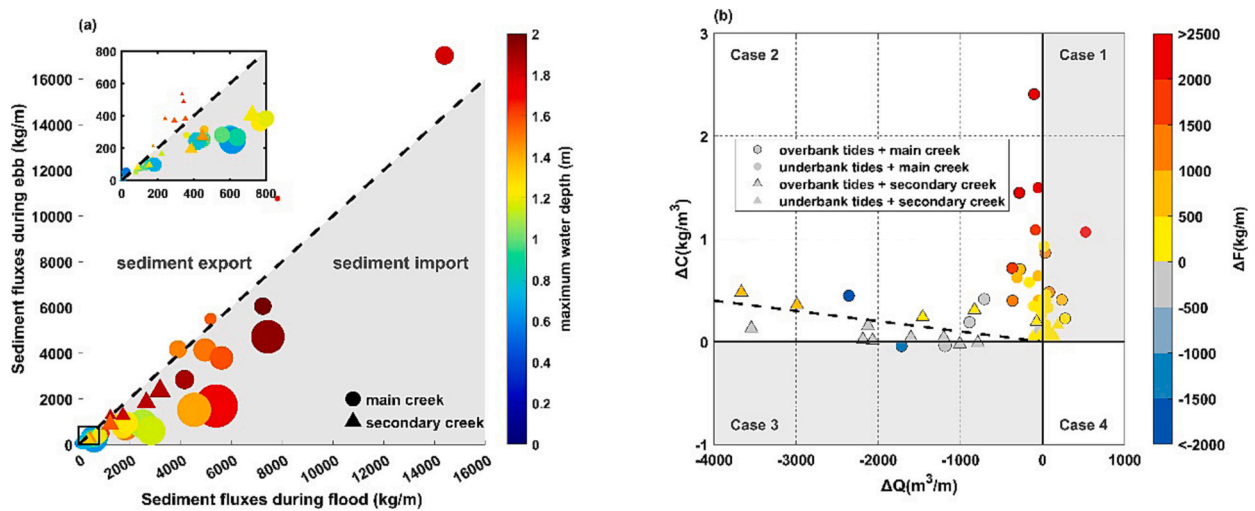 (a)
Sediment fluxes during ebb (kg/m)
16000
14000
12000
10000
8000
6000
4000
2000
0
800
600
400
200
0
0 200 400 600 800
sediment export
sediment import
main creek
secondary creek
0 2000 4000 6000 8000 10000 12000 14000 16000
Sediment fluxes during flood (kg/m)
2
1.8
1.6
1.4
1.2
1
0.8
0.6
0.4
0.2
0
maximum water depth (m)
(b)
ΔC(kg/m³)
3
2
1
0
-1
Case 2
Case 1
overbank tides + main creek
underbank tides + main creek
overbank tides + secondary creek
underbank tides + secondary creek
Case 3
Case 4
-4000 -3000 -2000 -1000 0 1000
ΔQ(m³/m)
>2500
2000
1500
1000
500
0
-500
-1000
-1500
<-2000
ΔF(kg/m)